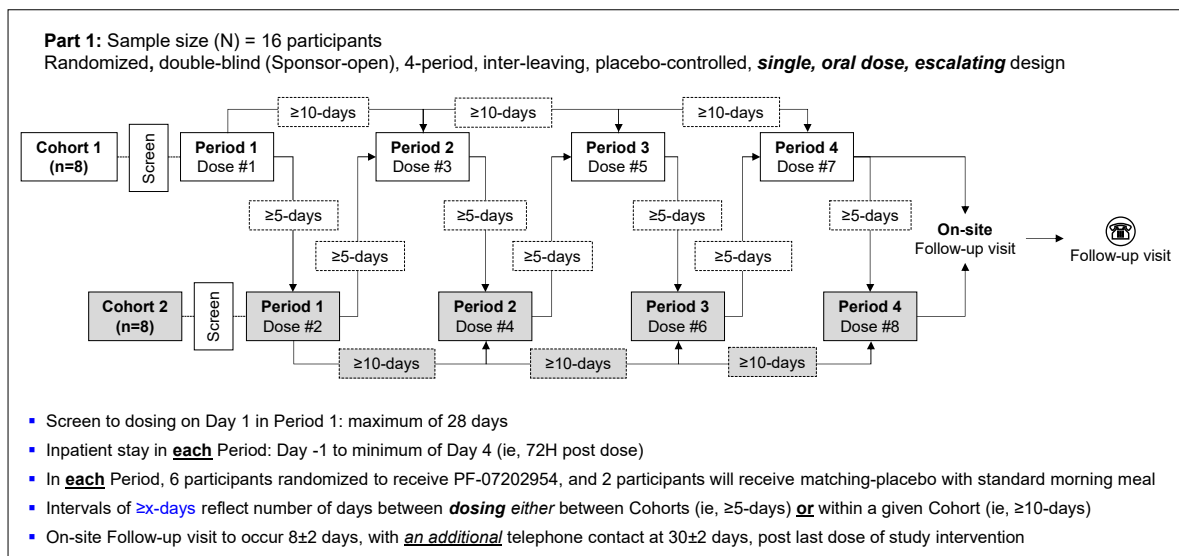 Part 1: Sample size (N) = 16 participants
Randomized, double-blind (Sponsor-open), 4-period, inter-leaving, placebo-controlled, single, oral dose, escalating design
≥10-days
≥10-days
≥10-days
Cohort 1
(n=8)
Screen
Period 1
Dose #1
Period 2
Dose #3
Period 3
Dose #5
Period 4
Dose #7
≥5-days
≥5-days
≥5-days
≥5-days
≥5-days
≥5-days
≥5-days
On-site
Follow-up visit
Follow-up visit
Cohort 2
(n=8)
Screen
Period 1
Dose #2
Period 2
Dose #4
Period 3
Dose #6
Period 4
Dose #8
≥10-days
≥10-days
≥10-days
▪ Screen to dosing on Day 1 in Period 1: maximum of 28 days
▪ Inpatient stay in each Period: Day -1 to minimum of Day 4 (ie, 72H post dose)
▪ In each Period, 6 participants randomized to receive PF-07202954, and 2 participants will receive matching-placebo with standard morning meal
▪ Intervals of ≥x-days reflect number of days between dosing either between Cohorts (ie, ≥5-days) or within a given Cohort (ie, ≥10-days)
▪ On-site Follow-up visit to occur 8±2 days, with an additional telephone contact at 30±2 days, post last dose of study intervention